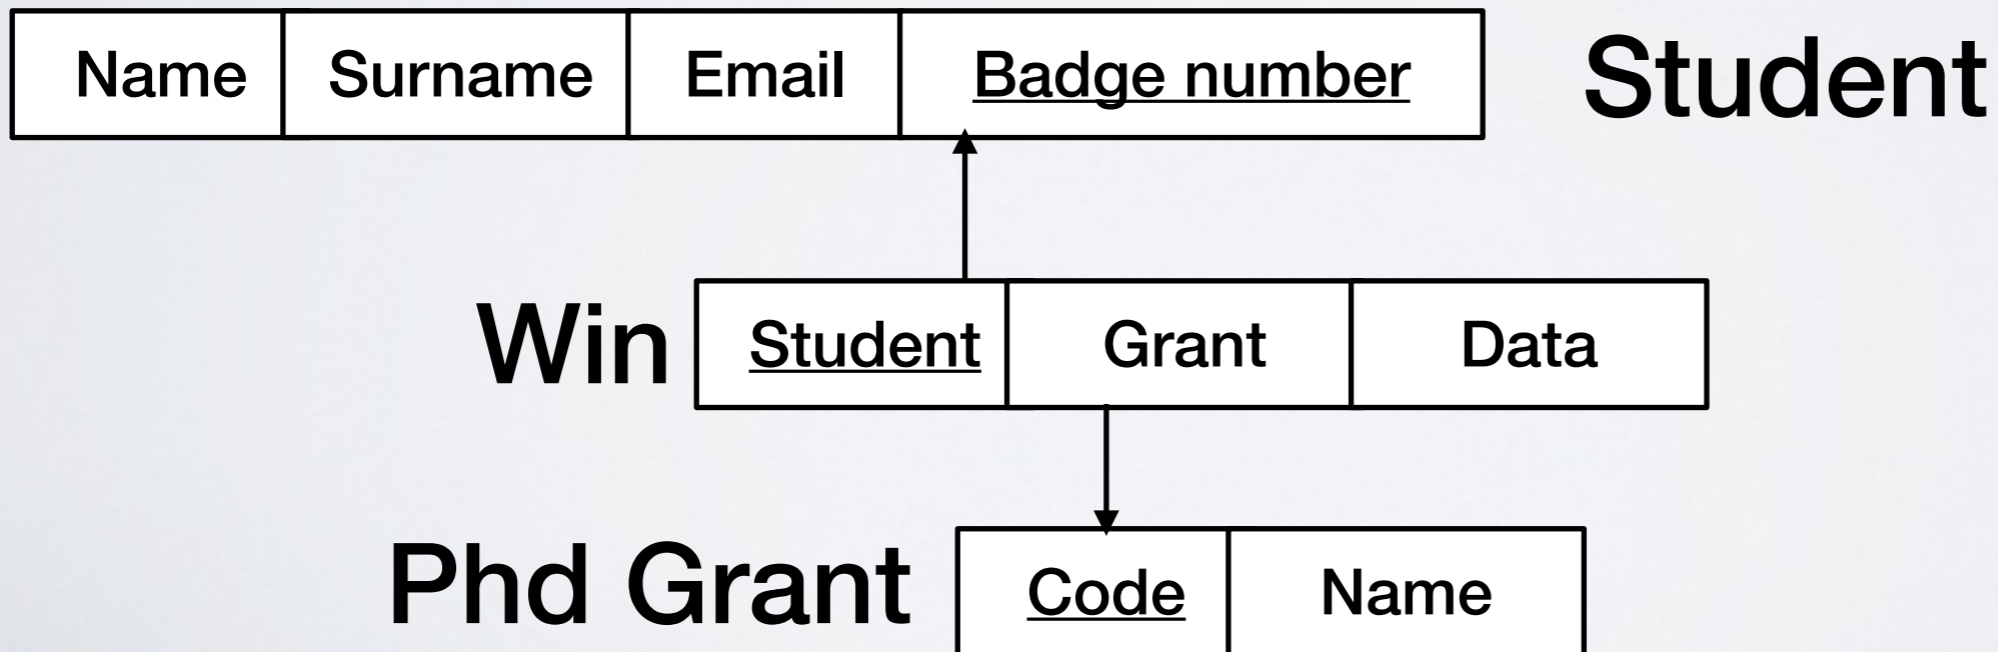 Name Surname Email Badge number Student
Win Student Grant Data
Phd Grant Code Name